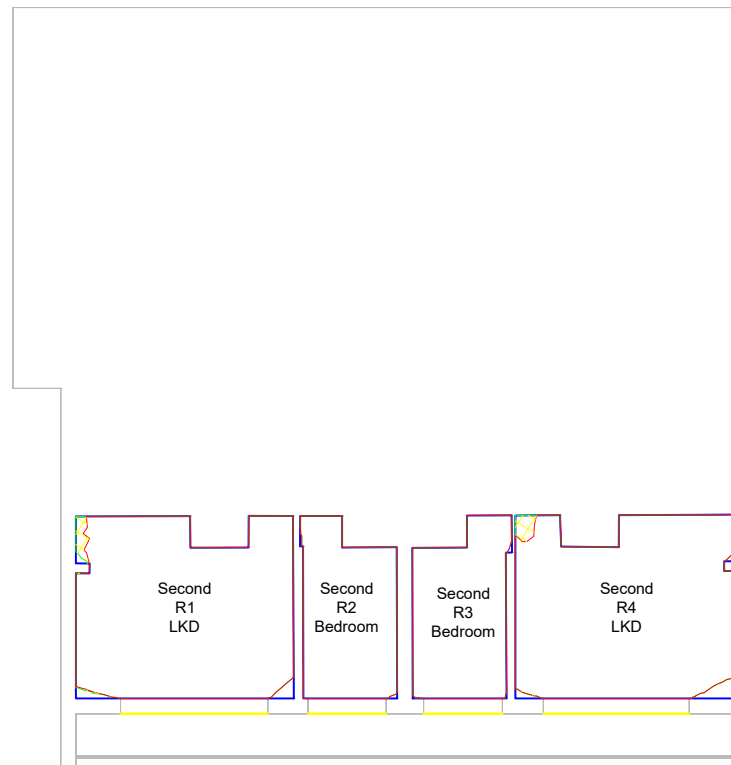 Second
R1
LKD
Second
R2
Bedroom
Second
R3
Bedroom
Second
R4
LKD